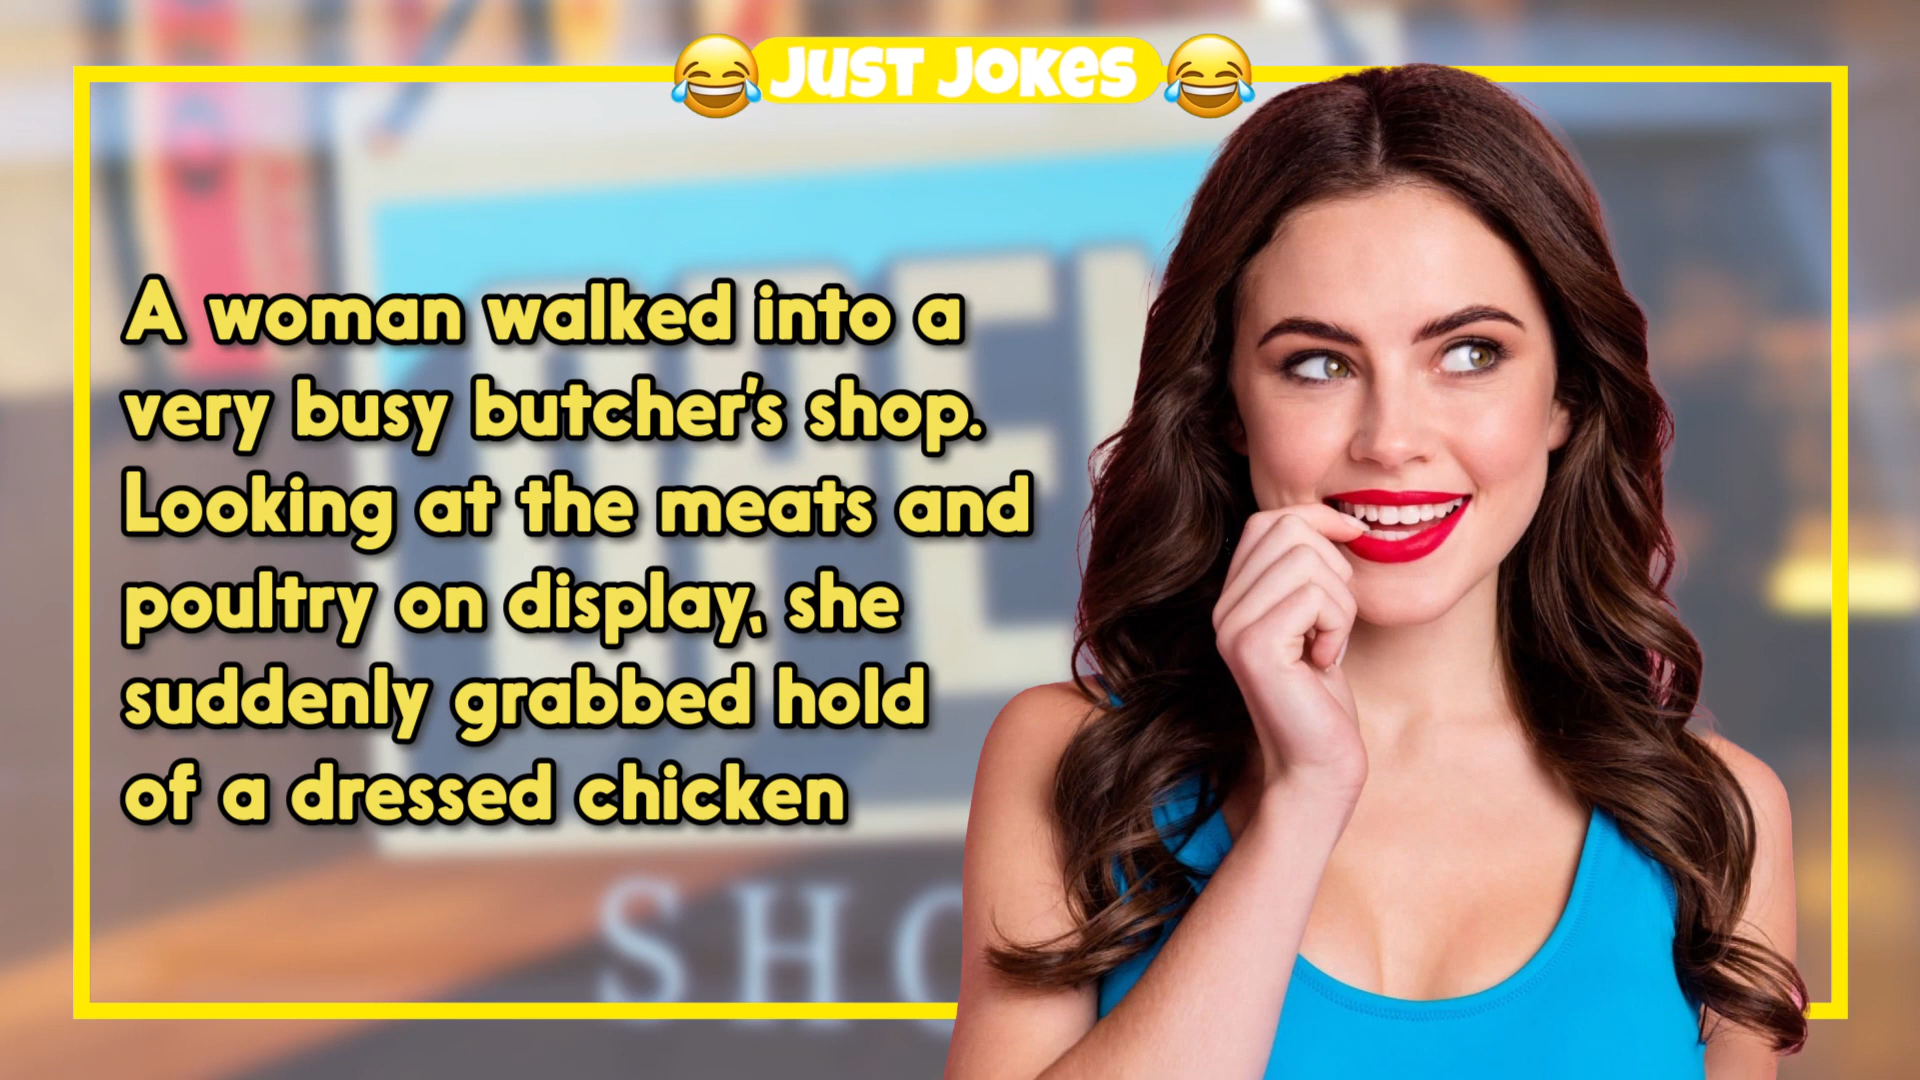 JUST JOKES
A woman walked into a
very busy butcher's shop.
Looking at the meats and
poultry on display, she
suddenly grabbed hold
of a dressed chicken